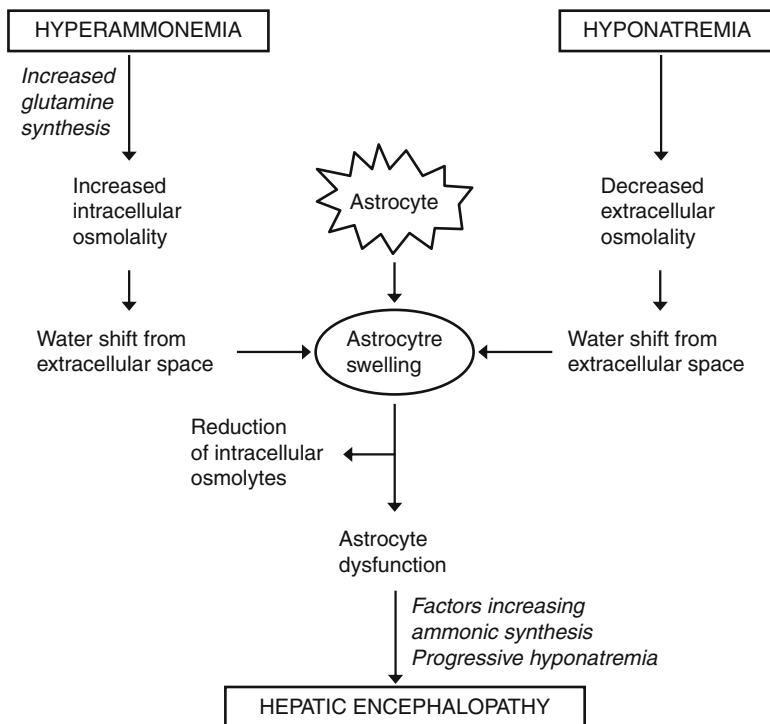 HYPERAMMONEMIA
HYPONATREMIA
Increased
glutamine
synthesis
Increased
intracellular
osmolality
Astrocyte
Decreased
extracellular
osmolality
Water shift from
extracellular space
Astrocytre
swelling
Water shift from
extracellular space
Reduction
of intracellular
osmolytes
Astrocyte
dysfunction
Factors increasing
ammonic synthesis
Progressive hyponatremia
HEPATIC ENCEPHALOPATHY